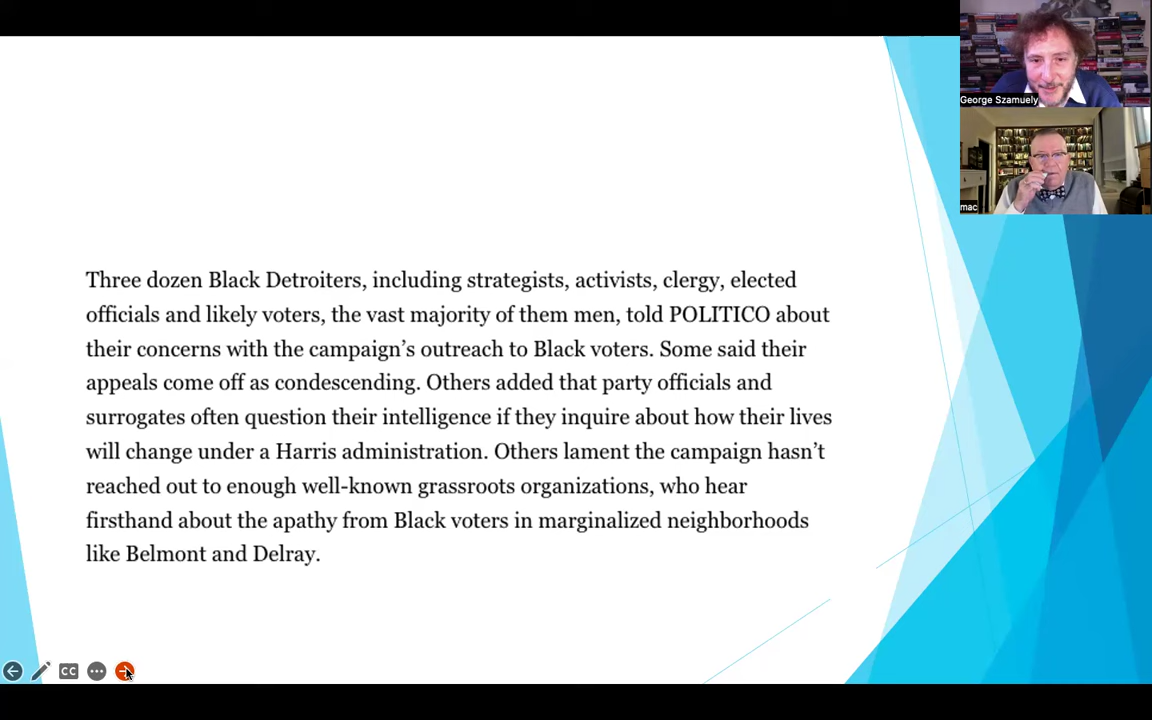 George Szamuely
mac
Three dozen Black Detroiters, including strategists, activists, clergy, elected
officials and likely voters, the vast majority of them men, told POLITICO about
their concerns with the campaign’s outreach to Black voters. Some said their
appeals come off as condescending. Others added that party officials and
surrogates often question their intelligence if they inquire about how their lives
will change under a Harris administration. Others lament the campaign hasn’t
reached out to enough well-known grassroots organizations, who hear
firsthand about the apathy from Black voters in marginalized neighborhoods
like Belmont and Delray.
CC